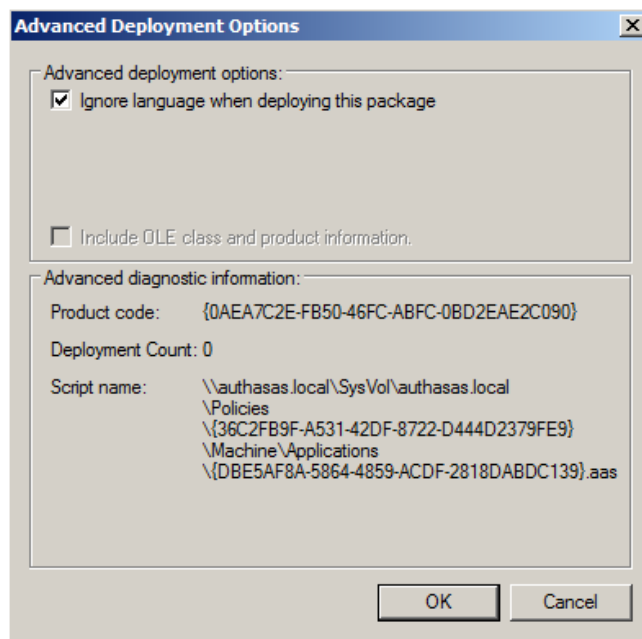 Advanced Deployment Options
Advanced deployment options:
Ignore language when deploying this package
Include OLE class and product information.
Advanced diagnostic information:
Product code: {0AEA7C2E-FB50-46FC-ABFC-0BD2EAE2C090}
Deployment Count: 0
Script name: \\authasas.local\SysVol\authasas.local
\Policies
\{36C2FB9F-A531-42DF-8722-D444D2379FE9}
\Machine\Applications
\{DBE5AF8A-5864-4859-ACDF-2818DABDC139}.aas
OK Cancel